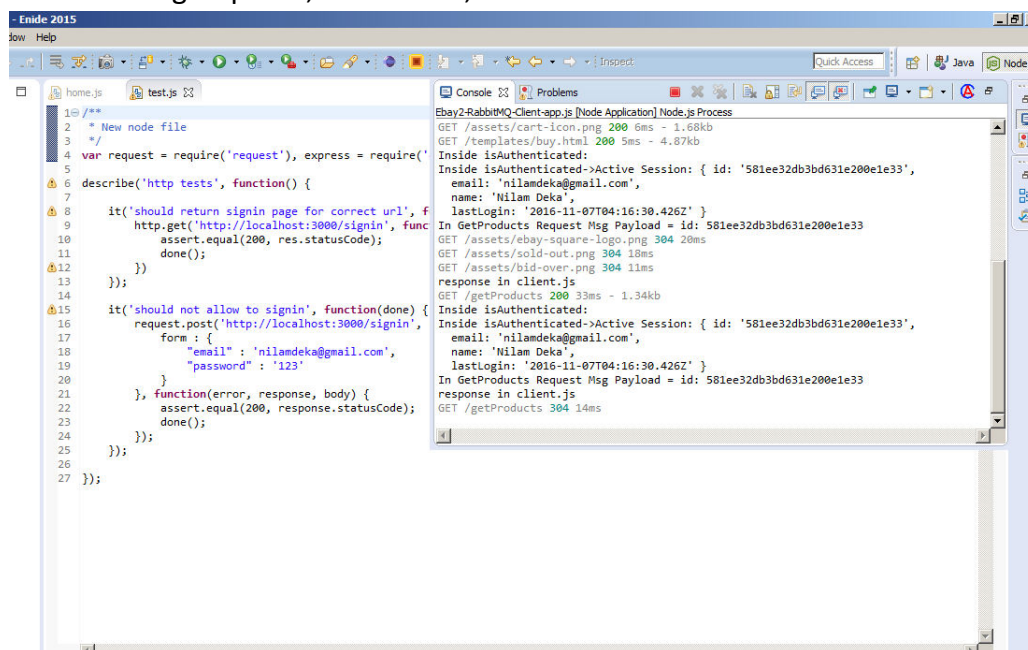 - Enide 2015
dow Help
Inspect
Quick Access
Java
Node
home.js
test.js
1 /**
2 * New node file
3 */
4 var request = require('request'), express = require('
5
6 describe('http tests', function() {
7
8 it('should return signin page for correct url', f
9 http.get('http://localhost:3000/signin', func
10 assert.equal(200, res.statusCode);
11 done();
12 })
13 });
14
15 it('should not allow to signin', function(done) {
16 request.post('http://localhost:3000/signin',
17 form : {
18 "email" : 'nilamdeka@gmail.com',
19 "password" : '123'
20 }
21 }, function(error, response, body) {
22 assert.equal(200, response.statusCode);
23 done();
24 });
25 });
26
27 });
Console
Problems
Ebay2-RabbitMQ-Client-app.js [Node Application] Node.js Process
GET /assets/cart-icon.png 200 6ms - 1.68kb
GET /templates/buy.html 200 5ms - 4.87kb
Inside isAuthenticated:
Inside isAuthenticated->Active Session: { id: '581ee32db3bd631e200e1e33',
email: 'nilamdeka@gmail.com',
name: 'Nilam Deka',
lastLogin: '2016-11-07T04:16:30.426Z' }
In GetProducts Request Msg Payload = id: 581ee32db3bd631e200e1e33
GET /assets/ebay-square-logo.png 304 20ms
GET /assets/sold-out.png 304 18ms
GET /assets/bid-over.png 304 11ms
response in client.js
GET /getProducts 200 33ms - 1.34kb
Inside isAuthenticated:
Inside isAuthenticated->Active Session: { id: '581ee32db3bd631e200e1e33',
email: 'nilamdeka@gmail.com',
name: 'Nilam Deka',
lastLogin: '2016-11-07T04:16:30.426Z' }
In GetProducts Request Msg Payload = id: 581ee32db3bd631e200e1e33
response in client.js
GET /getProducts 304 14ms